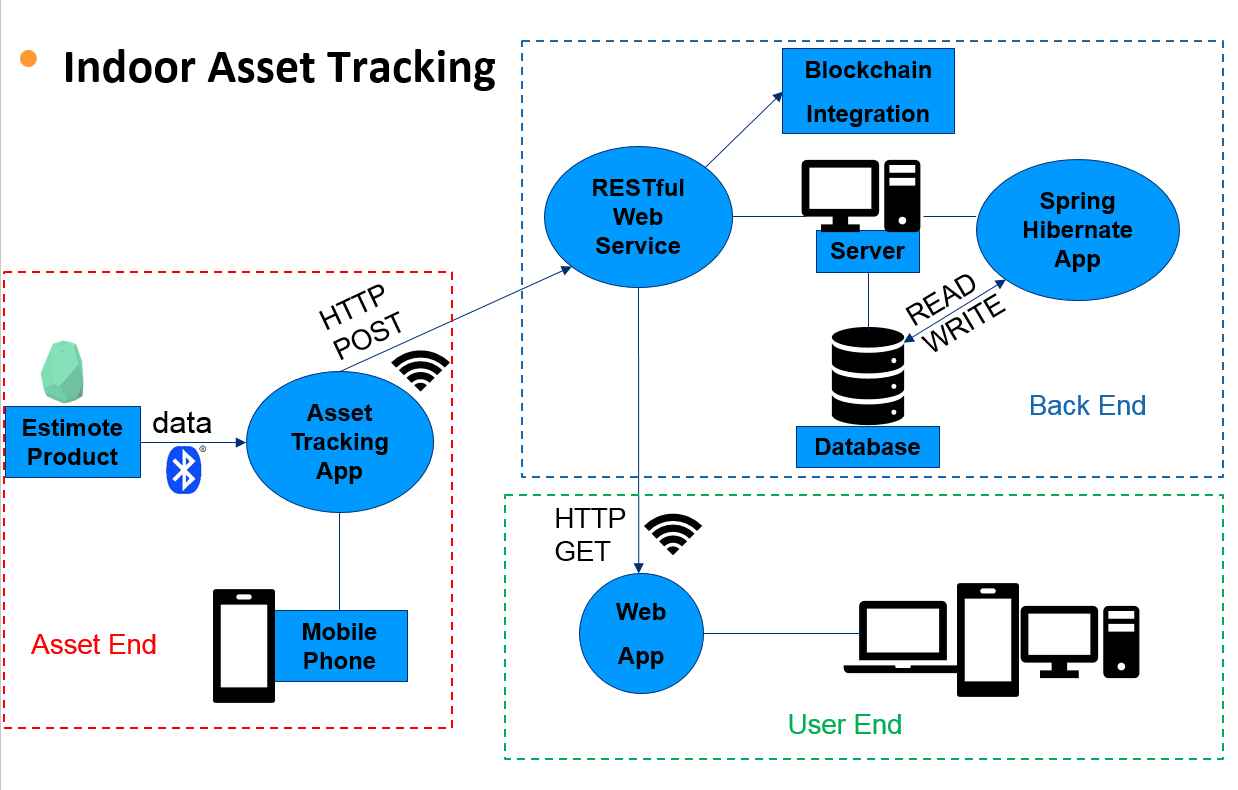 Indoor Asset Tracking
Blockchain
Integration
RESTful
Web
Service
Server
Spring
Hibernate
App
READ
WRITE
Database
Back End
HTTP
POST
Estimote
Product
data
®
Asset
Tracking
App
Mobile
Phone
Asset End
HTTP
GET
Web
App
User End